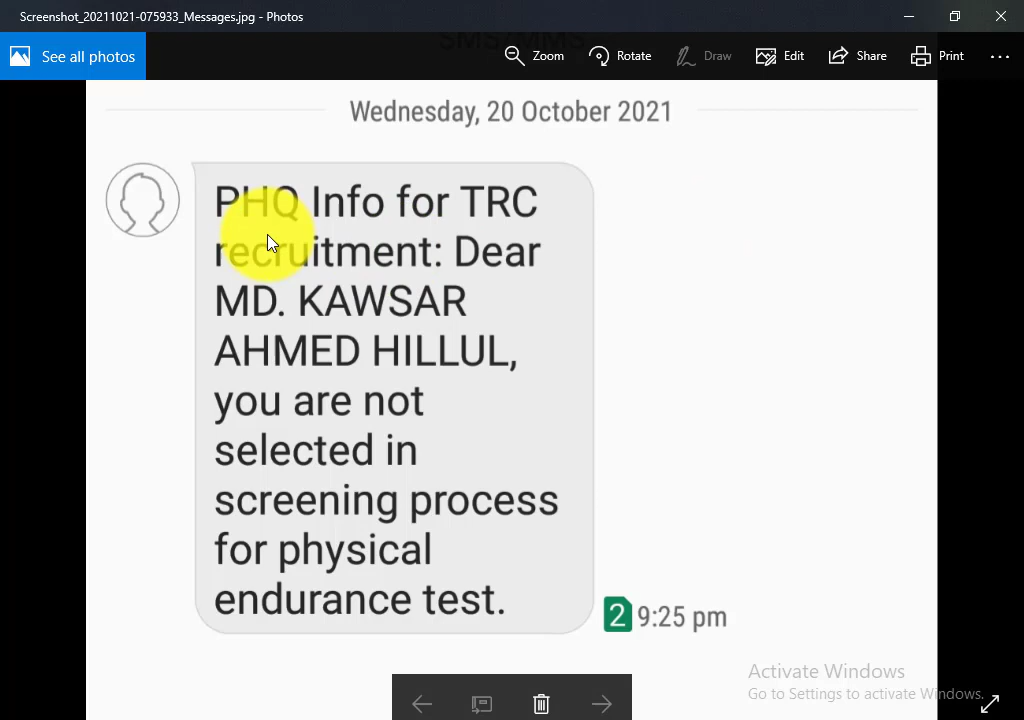 Screenshot_20211021-075933_Messages.jpg - Photos
See all photos
Zoom
Rotate
Draw
Edit
Share
Print
SMS/MMS
Wednesday, 20 October 2021
PHQ Info for TRC
recruitment: Dear
MD. KAWSAR
AHMED HILLUL,
you are not
selected in
screening process
for physical
endurance test.
2 9:25 pm
Activate Windows
Go to Settings to activate Windows.